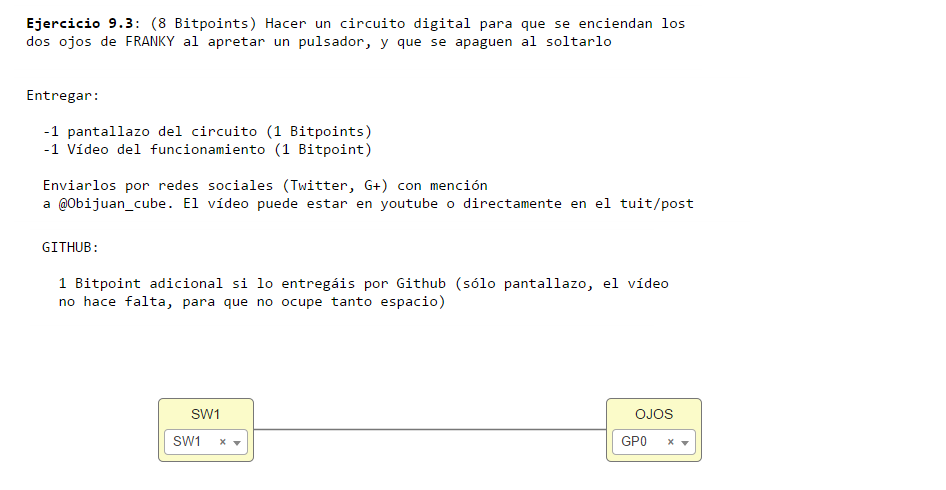 Ejercicio 9.3: (8 Bitpoints) Hacer un circuito digital para que se enciendan los
dos ojos de FRANKY al apretar un pulsador, y que se apaguen al soltarlo
Entregar:
-1 pantallazo del circuito (1 Bitpoints)
-1 Vídeo del funcionamiento (1 Bitpoint)
Enviarlos por redes sociales (Twitter, G+) con mención
a @Obijuan_cube. El vídeo puede estar en youtube o directamente en el tuit/post
GITHUB:
1 Bitpoint adicional si lo entregáis por Github (sólo pantallazo, el vídeo
no hace falta, para que no ocupe tanto espacio)
SW1
SW1 ×
OJOS
GP0 ×